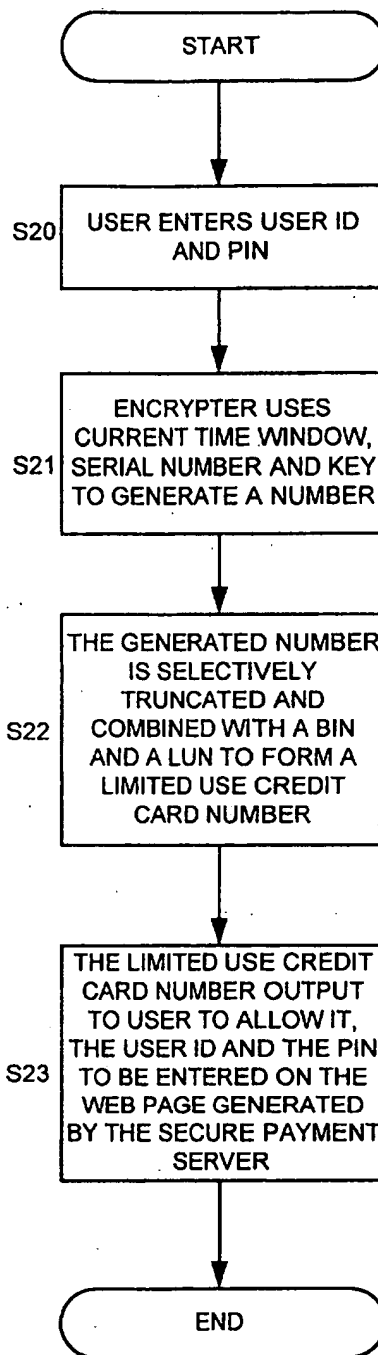 START
S20
USER ENTERS USER ID
AND PIN
S21
ENCRYPTER USES
CURRENT TIME WINDOW,
SERIAL NUMBER AND KEY
TO GENERATE A NUMBER
S22
THE GENERATED NUMBER
IS SELECTIVELY
TRUNCATED AND
COMBINED WITH A BIN
AND A LUN TO FORM A
LIMITED USE CREDIT
CARD NUMBER
S23
THE LIMITED USE CREDIT
CARD NUMBER OUTPUT
TO USER TO ALLOW IT,
THE USER ID AND THE PIN
TO BE ENTERED ON THE
WEB PAGE GENERATED
BY THE SECURE PAYMENT
SERVER
END